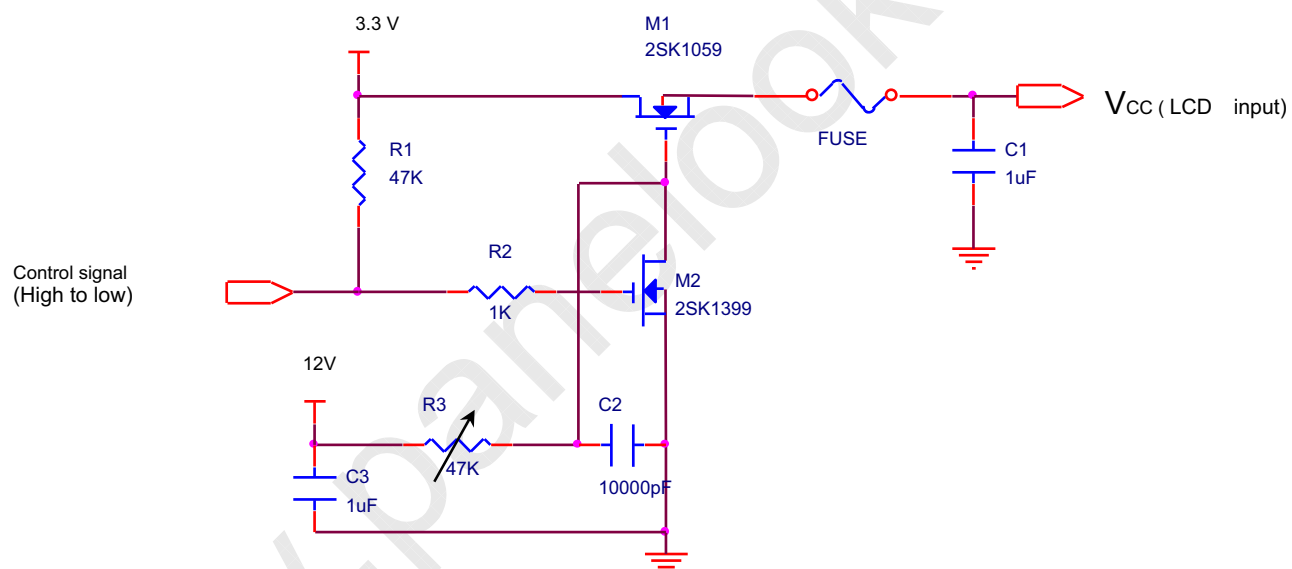 3.3 V
M1
2SK1059
FUSE
VCC ( LCD input)
C1
1uF
R1
47K
R2
1K
Control signal
(High to low)
M2
2SK1399
12V
R3
47K
C2
10000pF
C3
1uF
panelook